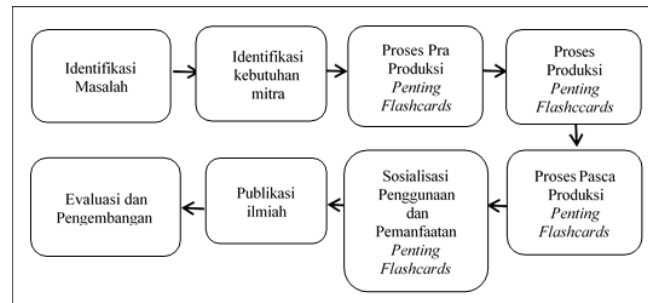 Identifikasi
Masalah
Identifikasi
kebutuhan
mitra
Proses Pra
Produksi
Penting
Flashcards
Proses
Produksi
Penting
Flashccards
Proses Pasca
Produksi
Penting
Flashcards
Sosialisasi
Penggunaan
dan
Pemanfaatan
Penting
Flashcards
Publikasi
ilmiah
Evaluasi dan
Pengembangan